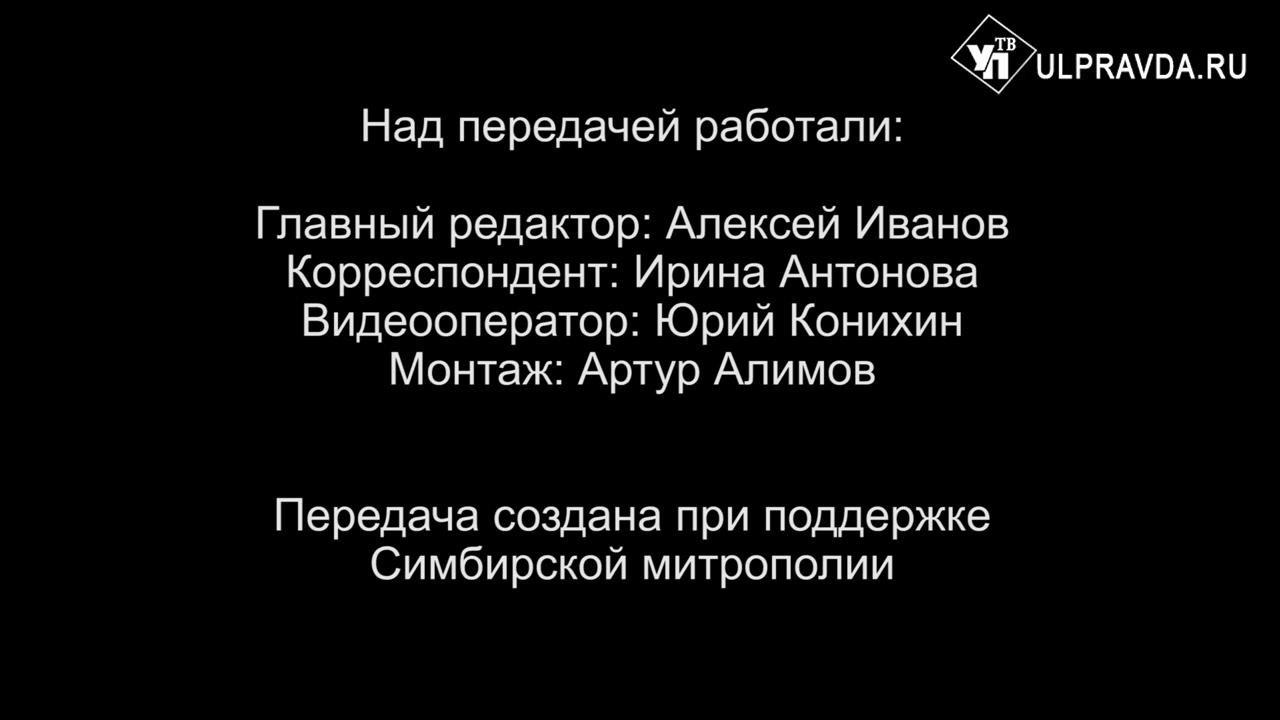 УП ТВ ULPRAVDA.RU
Над передачей работали:
Главный редактор: Алексей Иванов
Корреспондент: Ирина Антонова
Видеооператор: Юрий Конихин
Монтаж: Артур Алимов
Передача создана при поддержке
Симбирской митрополии